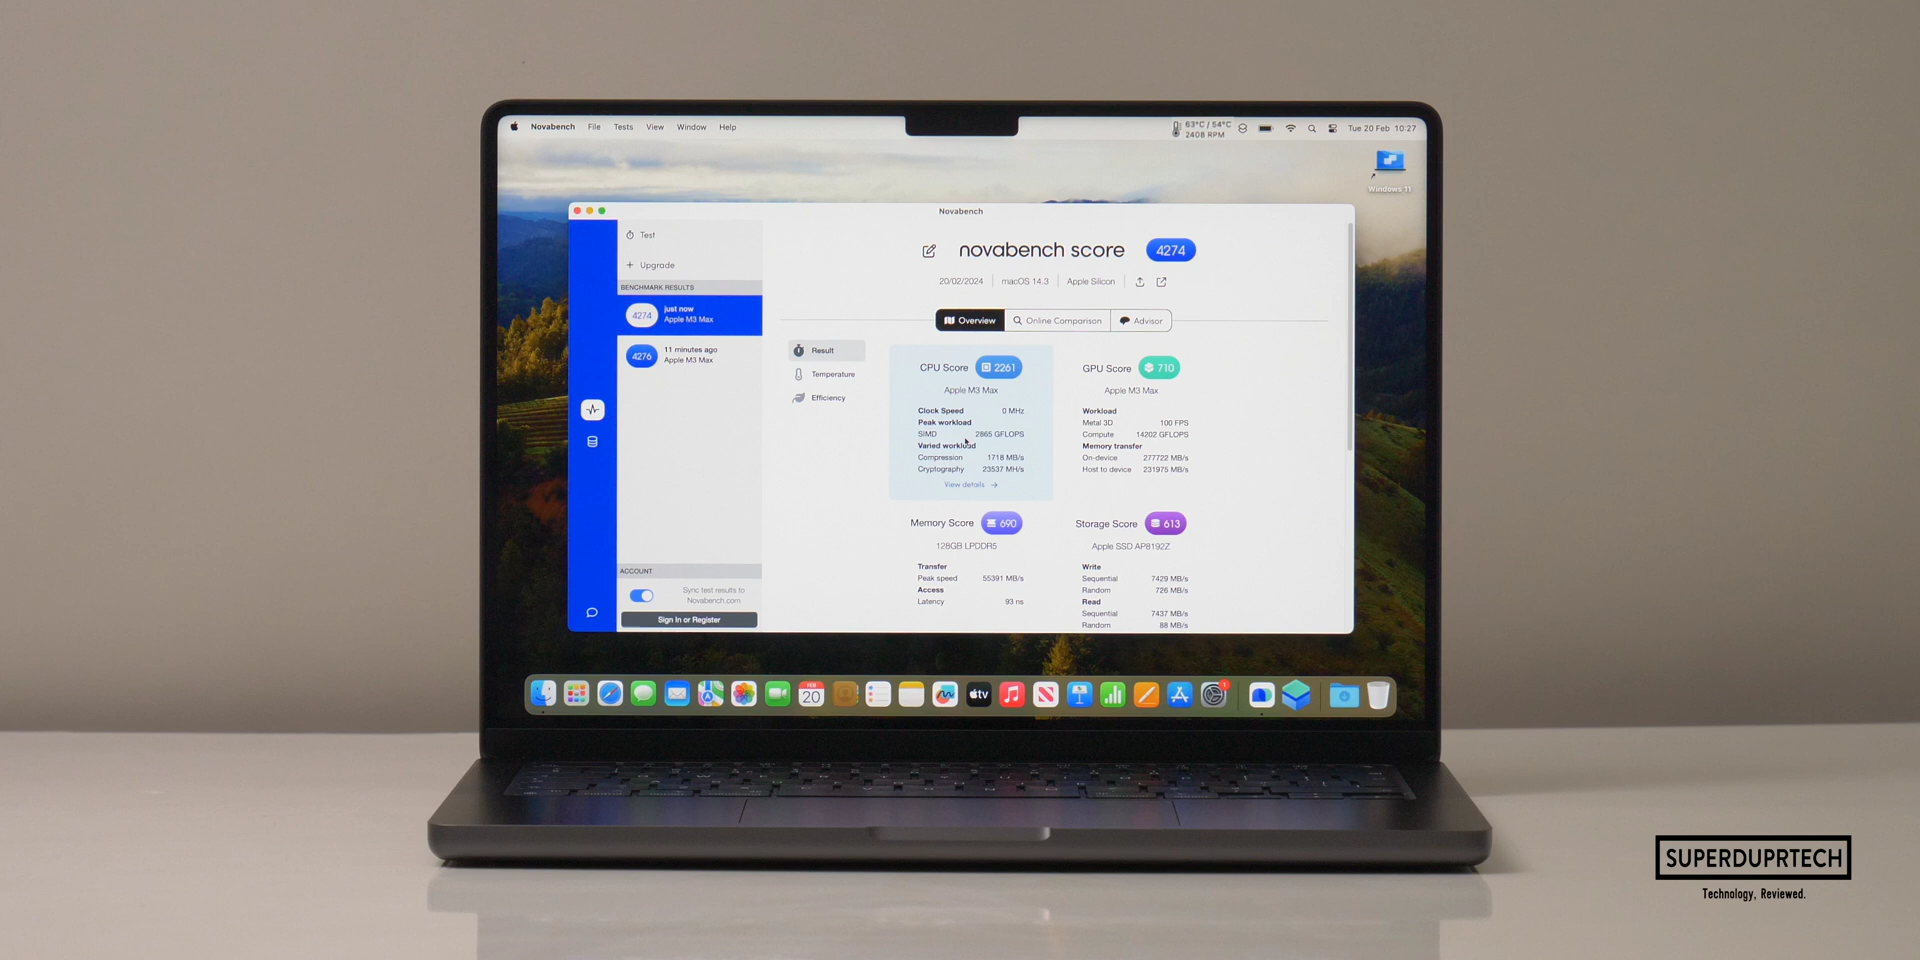 Novabench File Tests View Window Help
63°C / 54°C
2408 RPM
Tue 20 Feb 10:27
Windows 11
Novabench
Test
Upgrade
BENCHMARK RESULTS
4274
just now
Apple M3 Max
4276
11 minutes ago
Apple M3 Max
ACCOUNT
Sync test results to
Novabench.com
Sign In or Register
novabench score 4274
20/02/2024 macOS 14.3 Apple Silicon
Overview Online Comparison Advisor
Result
Temperature
Efficiency
CPU Score 2261
Apple M3 Max
Clock Speed 0 MHz
Peak workload
SIMD 2865 GFLOPS
Varied workload
Compression 1718 MB/s
Cryptography 23537 MH/s
View details
GPU Score 710
Apple M3 Max
Workload
Metal 3D 100 FPS
Compute 14202 GFLOPS
Memory transfer
On-device 277722 MB/s
Host to device 231975 MB/s
Memory Score 690
128GB LPDDR5
Transfer
Peak speed 55391 MB/s
Access
Latency 93 ns
Storage Score 613
Apple SSD AP8192Z
Write
Sequential 7429 MB/s
Random 726 MB/s
Read
Sequential 7437 MB/s
Random 88 MB/s
FEB
20
tv
1
SUPERDUPRTECH
Technology, Reviewed.